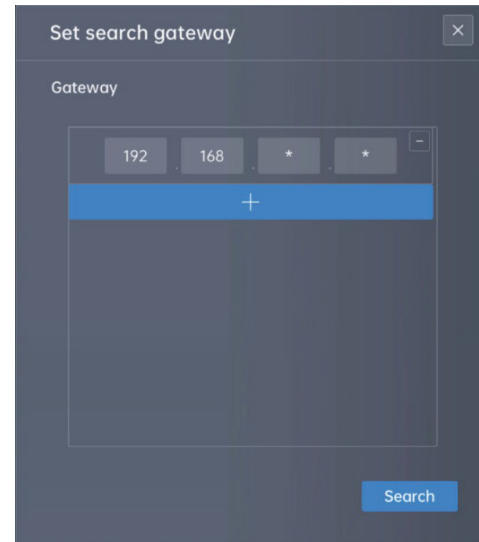 Set search gateway
Gateway
192 . 168 . * . *
Search